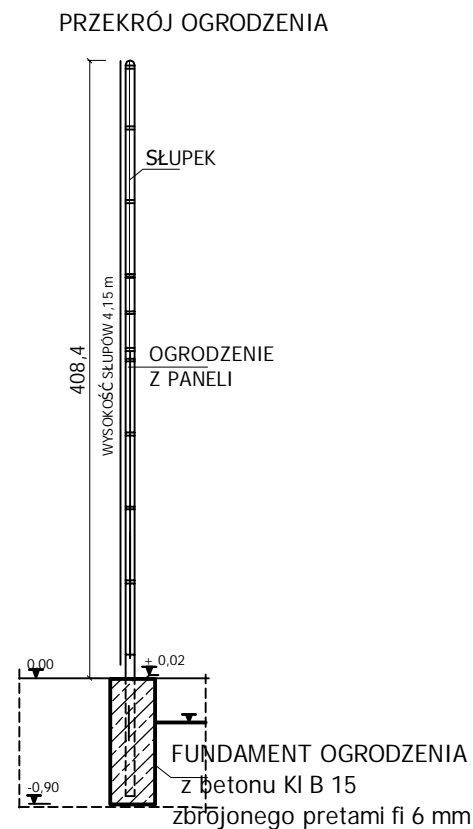 PRZEKRÓJ OGRODZENIA
SŁUPEK
WYSOKOŚĆ SŁUPÓW 4,15 m
408,4
OGRODZENIE
Z PANELI
0,00
+ 0,02
-0,90
FUNDAMENT OGRODZENIA
z betonu Kl B 15
zbrojonego pretami fi 6 mm